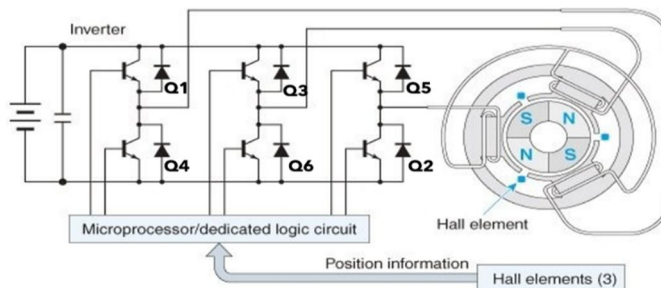 Inverter
Q1
Q3
Q5
Q4
Q6
Q2
S N
N S
Hall element
Microprocessor/dedicated logic circuit
Position information
Hall elements (3)